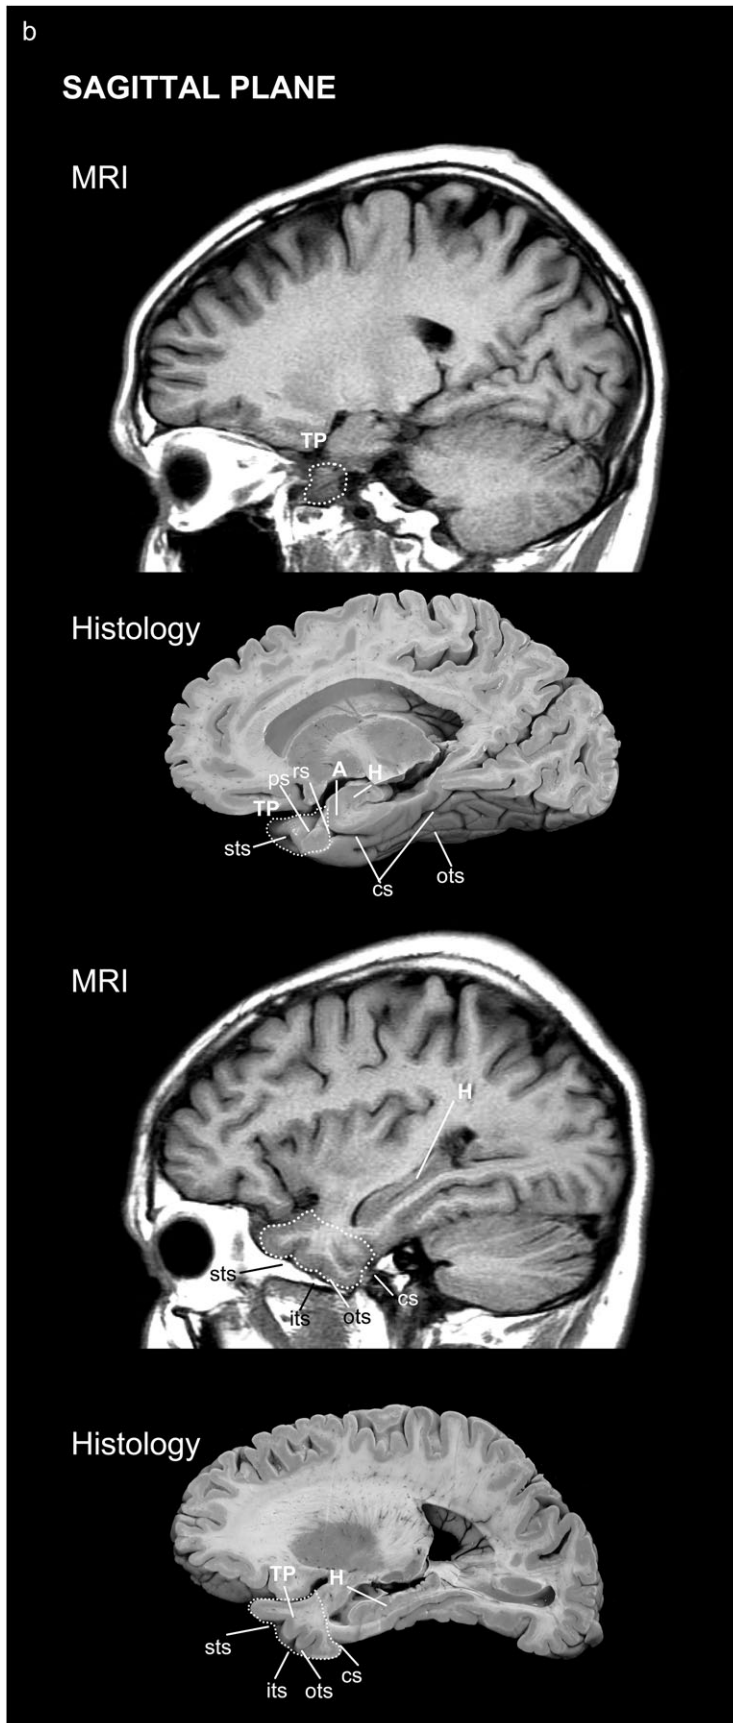 b
SAGITTAL PLANE
MRI
TP
Histology
ps rs A H
TP
sts
cs
ots
MRI
H
sts
its ots cs
Histology
TP H
sts
its ots cs